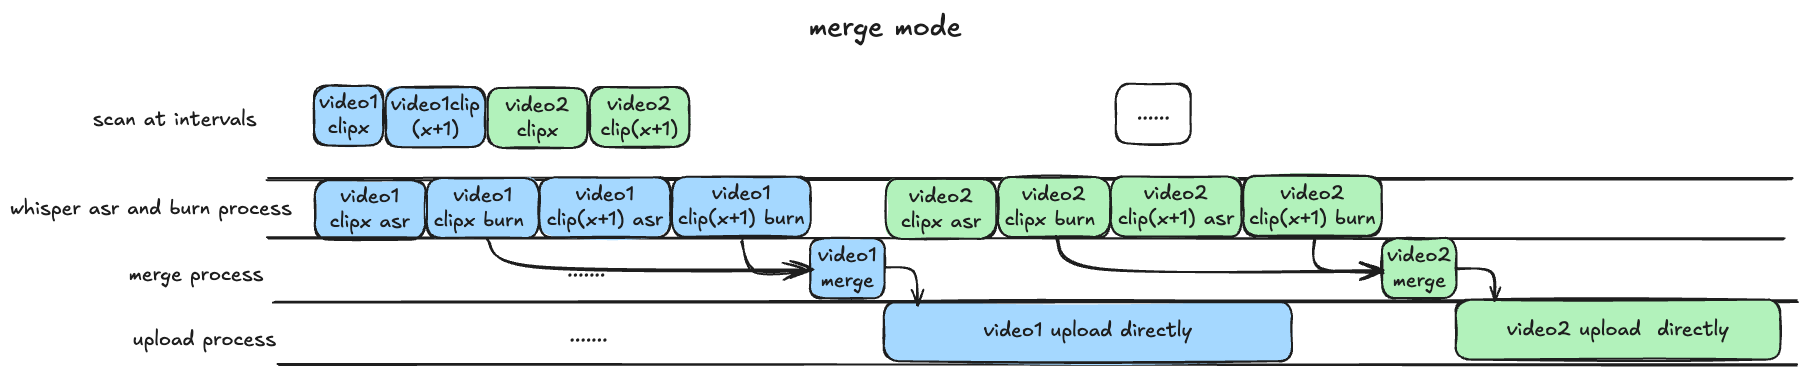 merge mode
scan at intervals
video1
clipx
video1clip
(x+1)
video2
clipx
video2
clip(x+1)
......
whisper asr and burn process
video1
clipx asr
video1
clipx burn
video1
clip(x+1) asr
video1
clip(x+1) burn
video2
clipx asr
video2
clipx burn
video2
clip(x+1) asr
video2
clip(x+1) burn
merge process
.......
video1
merge
video2
merge
upload process
.......
video1 upload directly
video2 upload  directly